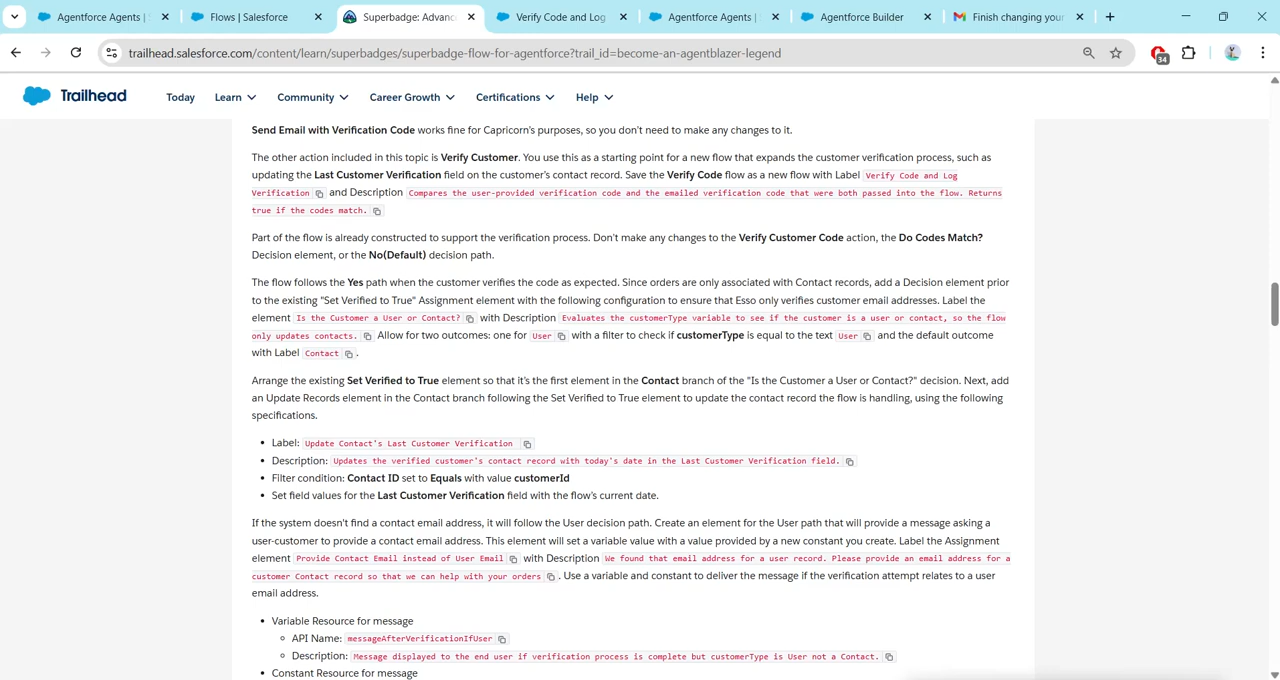 Agentforce Agents | S
Flows | Salesforce
Superbadge: Advanc
Verify Code and Log
Agentforce Agents | S
Agentforce Builder
Finish changing your
trailhead.salesforce.com/content/learn/superbadges/superbadge-flow-for-agentforce?trail_id=become-an-agentblazer-legend
34
Trailhead
Today
Learn
Community
Career Growth
Certifications
Help
Send Email with Verification Code works fine for Capricorn's purposes, so you don't need to make any changes to it.
The other action included in this topic is Verify Customer. You use this as a starting point for a new flow that expands the customer verification process, such as
updating the Last Customer Verification field on the customer's contact record. Save the Verify Code flow as a new flow with Label Verify Code and Log
Verification and Description Compares the user-provided verification code and the emailed verification code that were both passed into the flow. Returns
true if the codes match.
Part of the flow is already constructed to support the verification process. Don't make any changes to the Verify Customer Code action, the Do Codes Match?
Decision element, or the No(Default) decision path.
The flow follows the Yes path when the customer verifies the code as expected. Since orders are only associated with Contact records, add a Decision element prior
to the existing "Set Verified to True" Assignment element with the following configuration to ensure that Esso only verifies customer email addresses. Label the
element Is the Customer a User or Contact? with Description Evaluates the customerType variable to see if the customer is a user or contact, so the flow
only updates contacts. Allow for two outcomes: one for User with a filter to check if customerType is equal to the text User and the default outcome
with Label Contact.
Arrange the existing Set Verified to True element so that it's the first element in the Contact branch of the "Is the Customer a User or Contact?" decision. Next, add
an Update Records element in the Contact branch following the Set Verified to True element to update the contact record the flow is handling, using the following
specifications.
• Label: Update Contact's Last Customer Verification
• Description: Updates the verified customer's contact record with today's date in the Last Customer Verification field.
• Filter condition: Contact ID set to Equals with value customerId
• Set field values for the Last Customer Verification field with the flow's current date.
If the system doesn't find a contact email address, it will follow the User decision path. Create an element for the User path that will provide a message asking a
user-customer to provide a contact email address. This element will set a variable value with a value provided by a new constant you create. Label the Assignment
element Provide Contact Email instead of User Email with Description We found that email address for a user record. Please provide an email address for a
customer Contact record so that we can help with your orders. Use a variable and constant to deliver the message if the verification attempt relates to a user
email address.
• Variable Resource for message
◦ API Name: messageAfterVerificationIfUser
◦ Description: Message displayed to the end user if verification process is complete but customerType is User not a Contact.
• Constant Resource for message